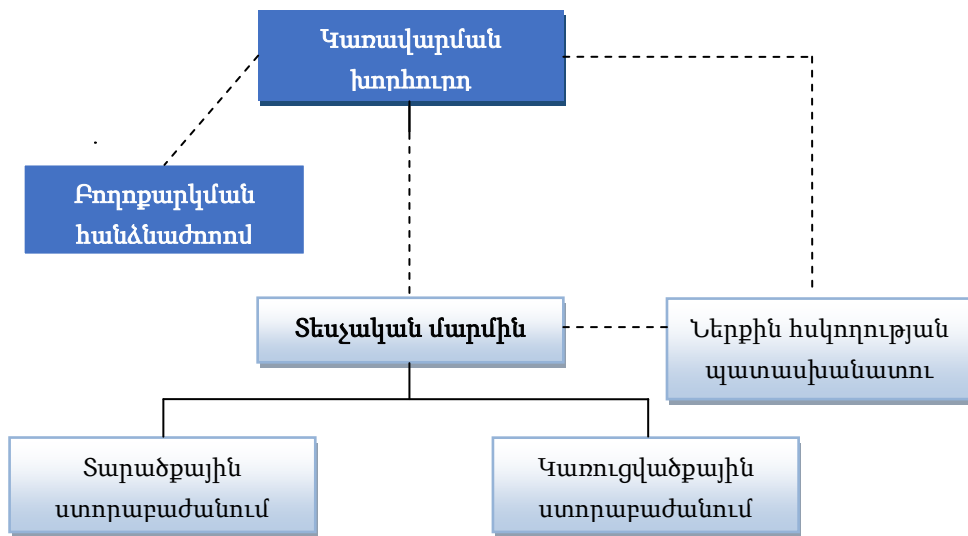 Կառավարման
խորհուրդ
Բողոքարկման
հանձնաժողով
Տեսչական մարմին
Ներքին հսկողության
պատասխանատու
Տարածքային
ստորաբաժանում
Կառուցվածքային
ստորաբաժանում